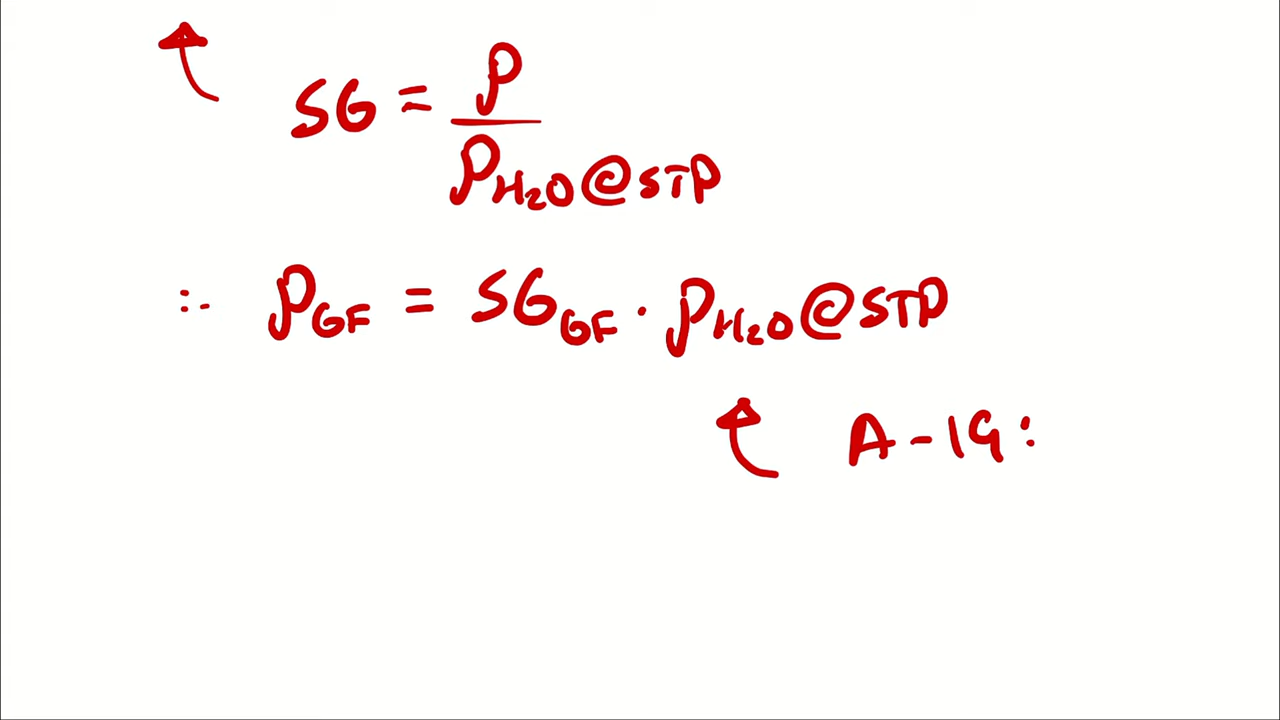 SG = ρ / ρH₂O@STP
∴ ρGF = SGGF · ρH₂O@STP
A-19: